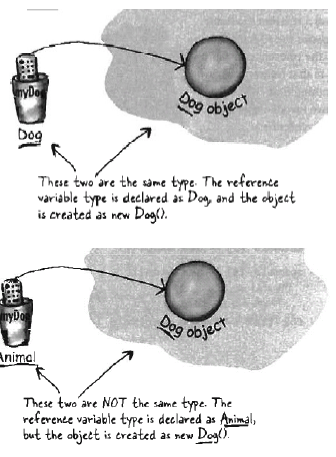 myDog
Dog object
Dog
These two are the same type. The reference
variable type is declared as Dog, and the object
is created as new Dog().
myDog
Dog object
Animal
These two are NOT the same type. The
reference variable type is declared as Animal,
but the object is created as new Dog().